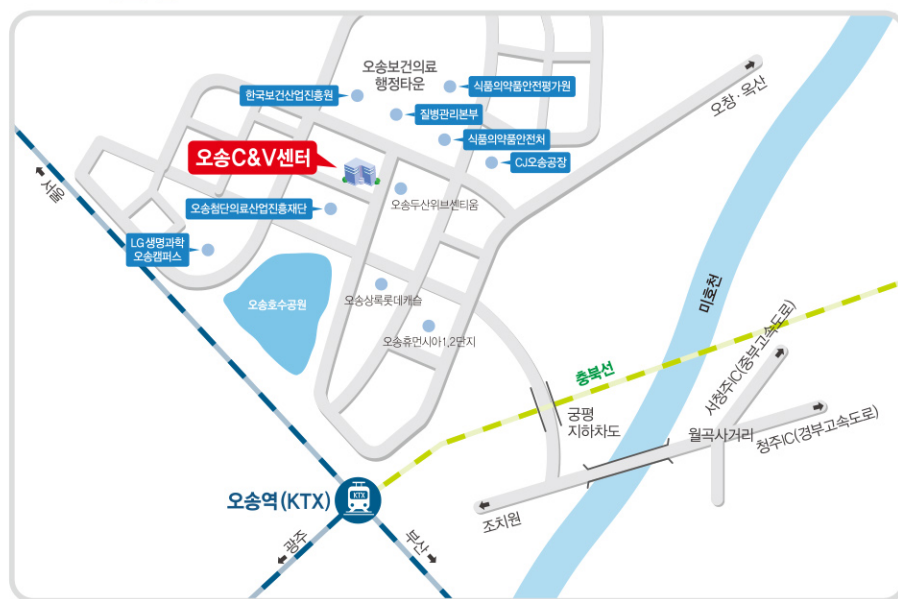 오송보건의료
행정타운
식품의약품안전평가원
한국보건산업진흥원
질병관리본부
오창·옥산
식품의약품안전처
오송C&V센터
CJ오송공장
서울
오송두산위브센티움
오송첨단의료산업진흥재단
LG생명과학
오송캠퍼스
오송호수공원
오송상록롯데캐슬
미호천
오송휴먼시아1,2단지
서청주IC(중부고속도로)
충북선
궁평
지하차도
월곡사거리
청주IC(경부고속도로)
KTX
오송역(KTX)
조치원
광주
부산